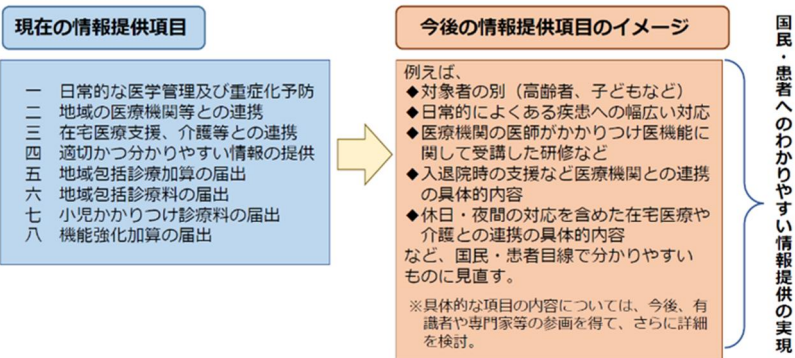 現在の情報提供項目
一 日常的な医学管理及び重症化予防
二 地域の医療機関等との連携
三 在宅医療支援、介護等との連携
四 適切かつ分かりやすい情報の提供
五 地域包括診療加算の届出
六 地域包括診療料の届出
七 小児かかりつけ診療料の届出
八 機能強化加算の届出
今後の情報提供項目のイメージ
例えば、
◆対象者の別（高齢者、子どもなど）
◆日常的によくある疾患への幅広い対応
◆医療機関の医師がかかりつけ医機能に
関して受講した研修など
◆入退院時の支援など医療機関との連携
の具体的内容
◆休日・夜間の対応を含めた在宅医療や
介護との連携の具体的内容
など、国民・患者目線で分かりやすい
ものに見直す。
※具体的な項目の内容については、今後、有
識者や専門家等の参画を得て、さらに詳細
を検討。
国民・患者へのわかりやすい情報提供の実現